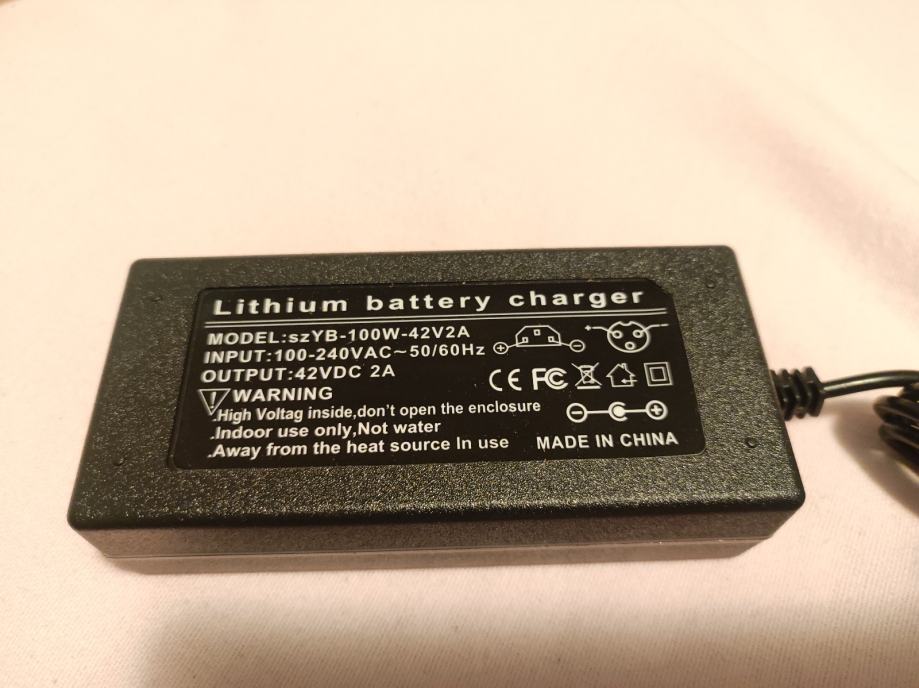 Lithium battery charger
MODEL:szYB-100W-42V2A
INPUT:100-240VAC~50/60Hz
OUTPUT:42VDC 2A
CE FC
WARNING
.High Voltag inside,don't open the enclosure
.Indoor use only,Not water
.Away from the heat source In use
MADE IN CHINA